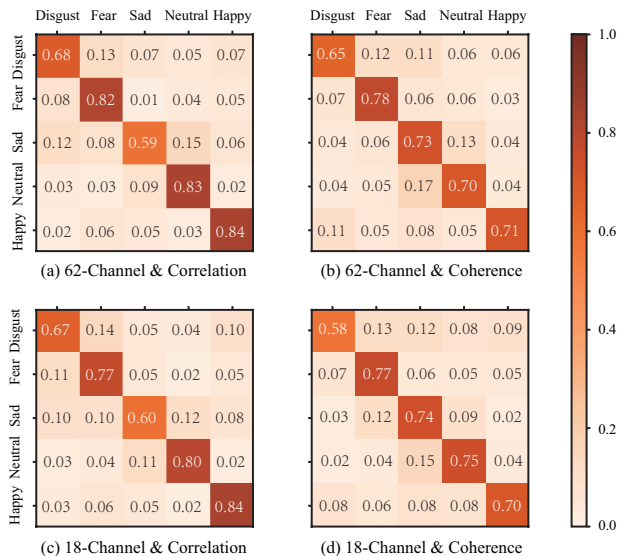 Disgust Fear Sad Neutral Happy
Disgust 0.68 0.13 0.07 0.05 0.07
Fear 0.08 0.82 0.01 0.04 0.05
Sad 0.12 0.08 0.59 0.15 0.06
Neutral 0.03 0.03 0.09 0.83 0.02
Happy 0.02 0.06 0.05 0.03 0.84
(a) 62-Channel & Correlation
Disgust Fear Sad Neutral Happy
0.65 0.12 0.11 0.06 0.06
0.07 0.78 0.06 0.06 0.03
0.04 0.06 0.73 0.13 0.04
0.04 0.05 0.17 0.70 0.04
0.11 0.05 0.08 0.05 0.71
(b) 62-Channel & Coherence
Disgust 0.67 0.14 0.05 0.04 0.10
Fear 0.11 0.77 0.05 0.02 0.05
Sad 0.10 0.10 0.60 0.12 0.08
Neutral 0.03 0.04 0.11 0.80 0.02
Happy 0.03 0.06 0.05 0.02 0.84
(c) 18-Channel & Correlation
0.58 0.13 0.12 0.08 0.09
0.07 0.77 0.06 0.05 0.05
0.03 0.12 0.74 0.09 0.02
0.02 0.04 0.15 0.75 0.04
0.08 0.06 0.08 0.08 0.70
(d) 18-Channel & Coherence
1.0
0.8
0.6
0.4
0.2
0.0